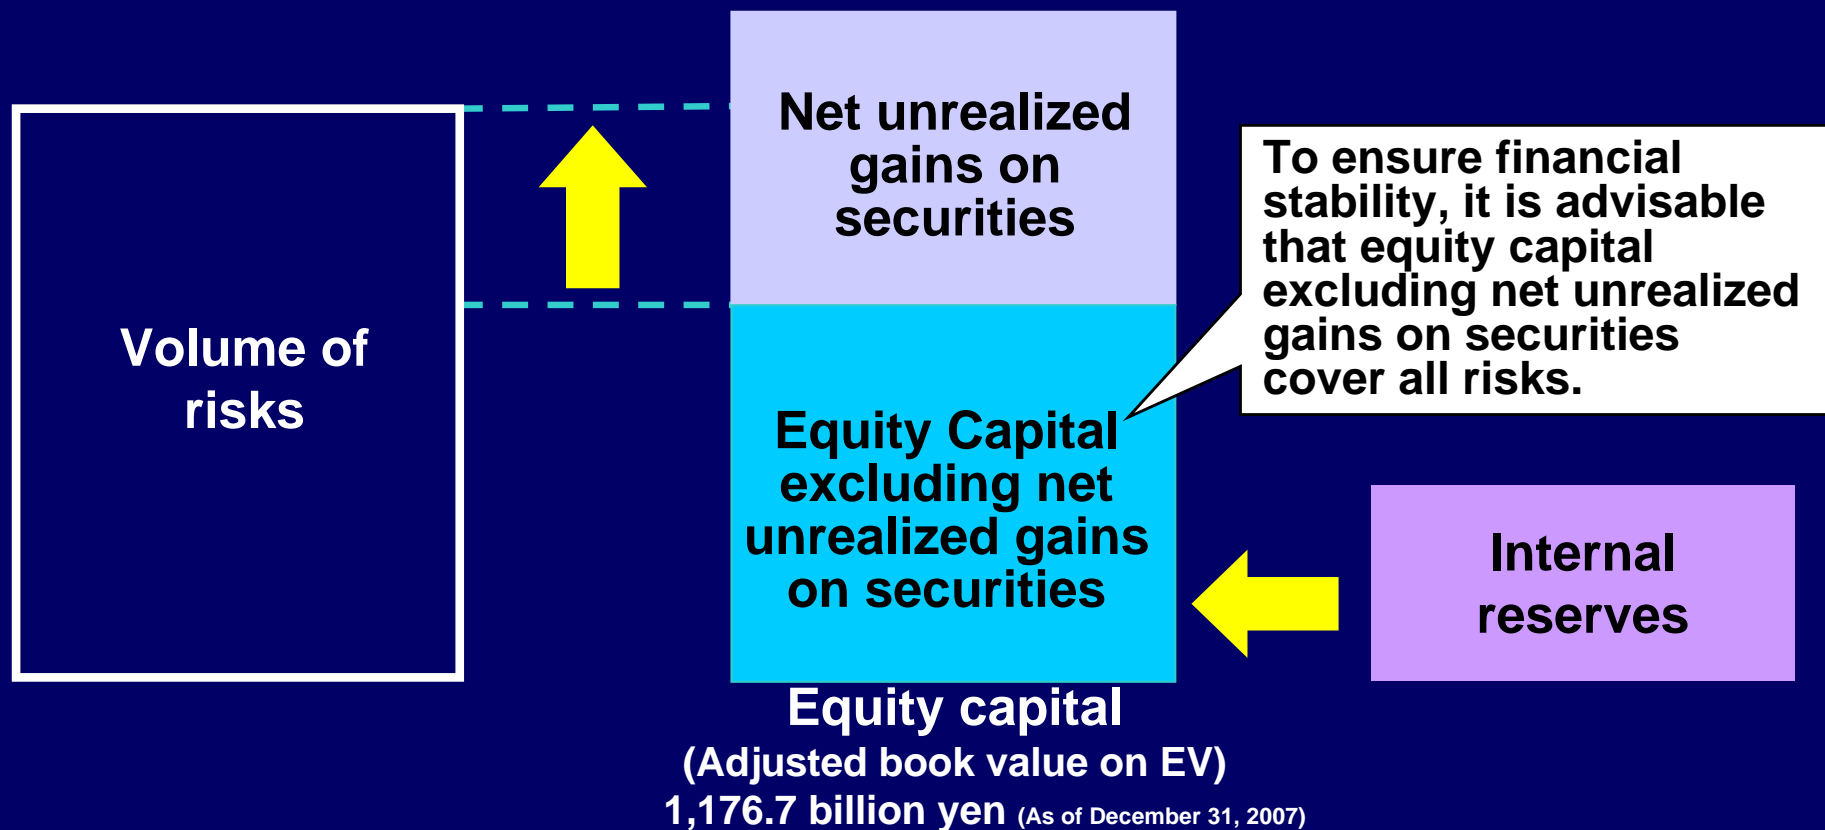 Volume of
risks
Net unrealized
gains on
securities
Equity Capital
excluding net
unrealized gains
on securities
To ensure financial
stability, it is advisable
that equity capital
excluding net unrealized
gains on securities
cover all risks.
Internal
reserves
Equity capital
(Adjusted book value on EV)
1,176.7 billion yen (As of December 31, 2007)